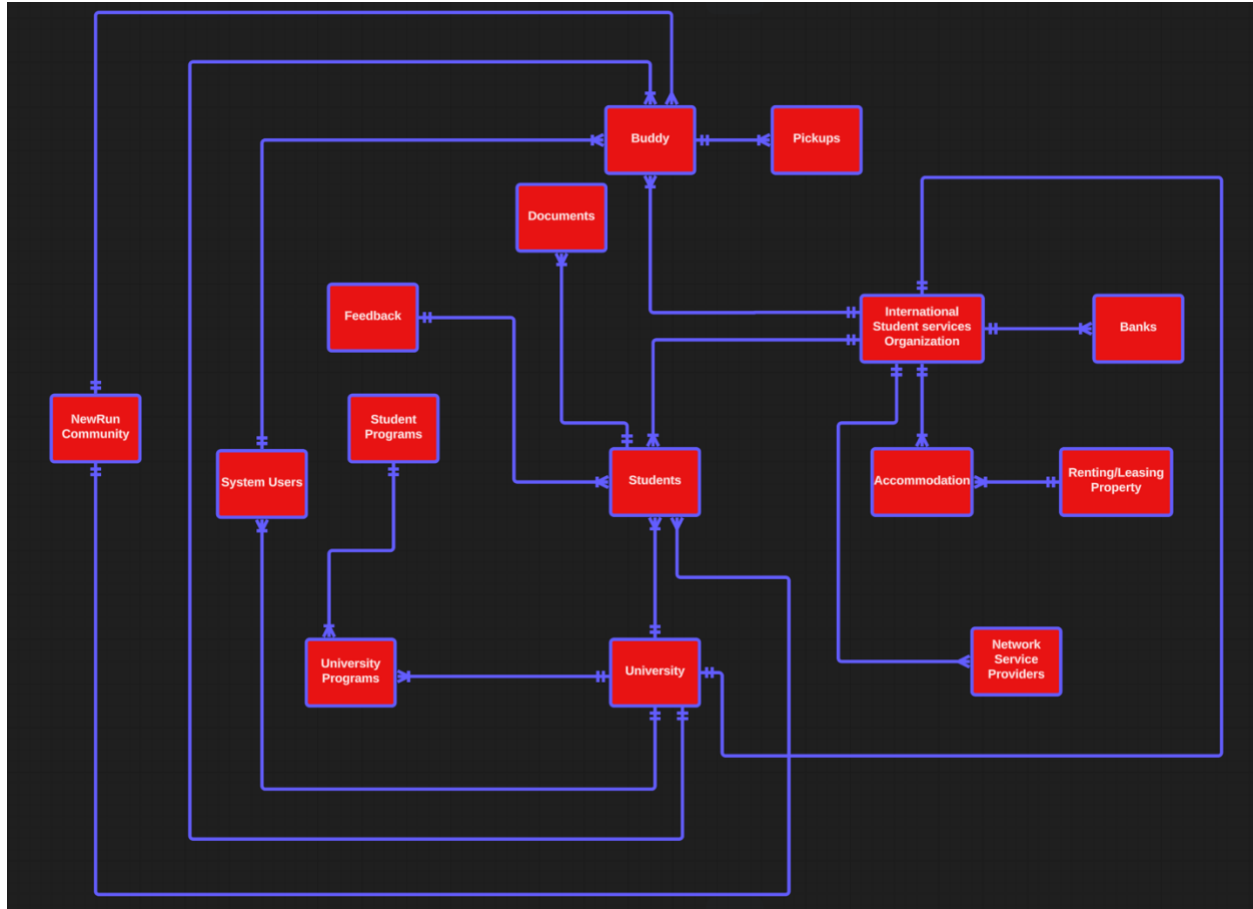 Buddy
Pickups
Documents
Feedback
International
Student services
Organization
Banks
NewRun
Community
Student
Programs
System Users
Students
Accommodation
Renting/Leasing
Property
University
Programs
University
Network
Service
Providers